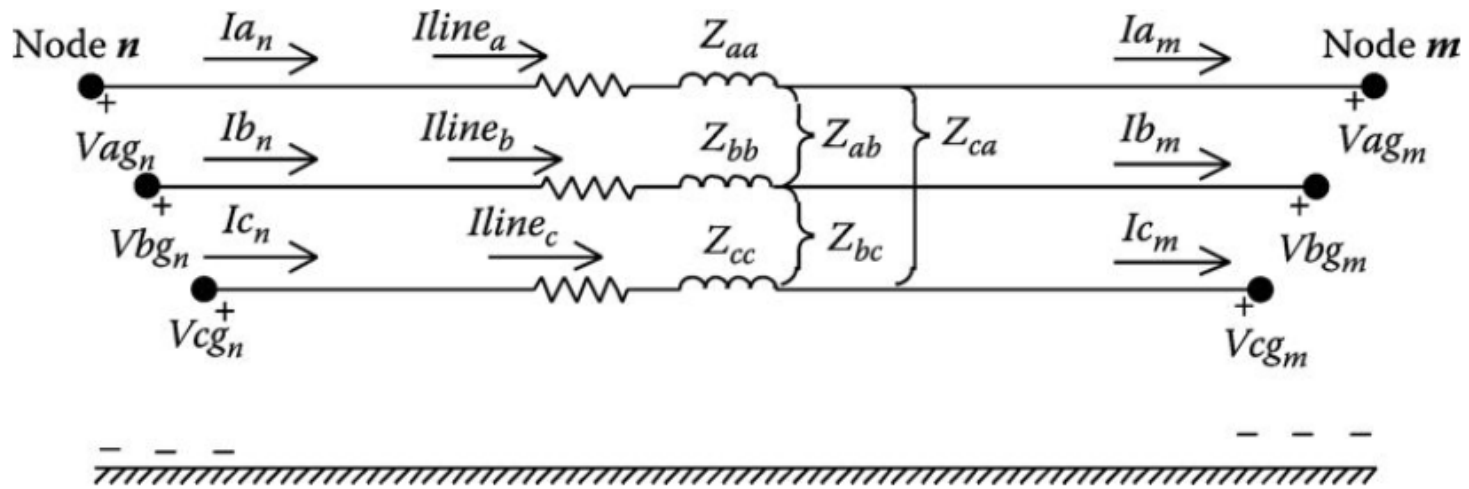 Node n Ia_n Iline_a Z_aa Ia_m Node m
+ +
Vag_n Ib_n Iline_b Z_bb Z_ab Z_ca Ib_m Vag_m
+ +
Vbg_n Ic_n Iline_c Z_cc Z_bc Ic_m Vbg_m
+ +
Vcg_n Vcg_m
− − − − − −